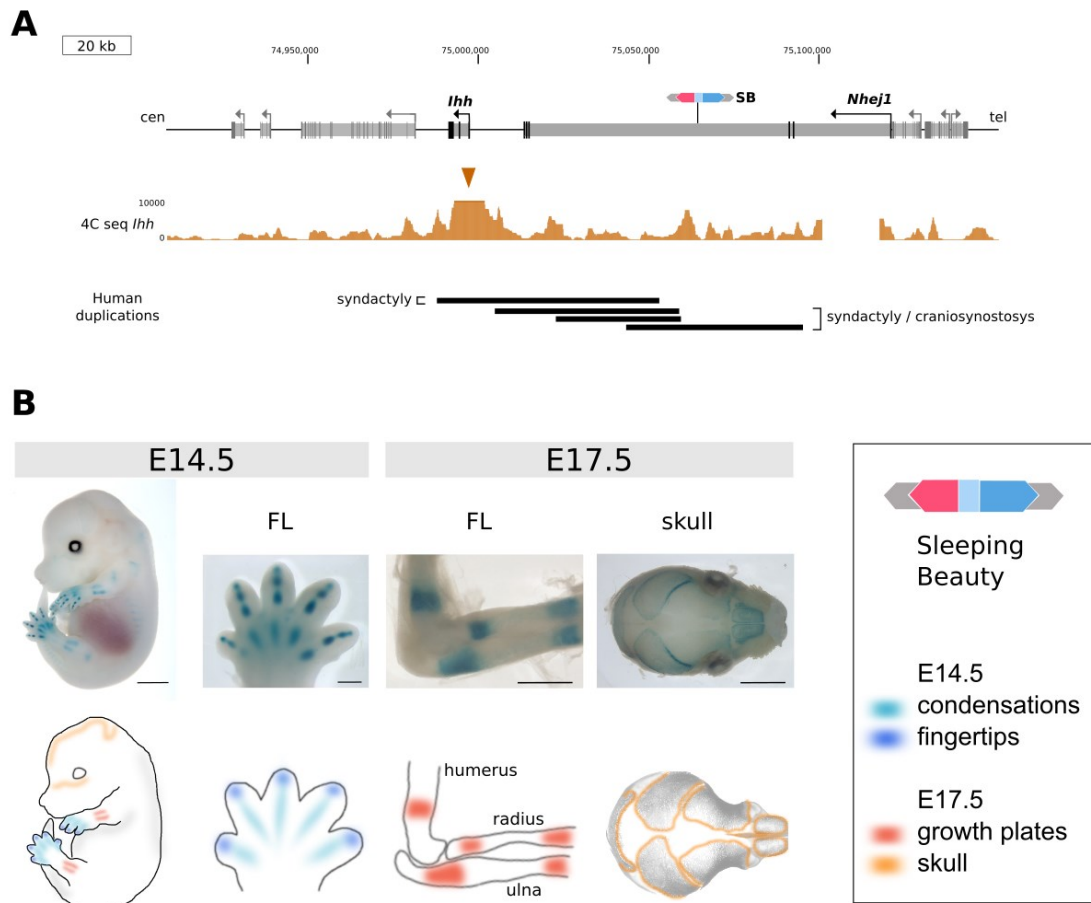 A
20 kb
74,950,000
75,000,000
75,050,000
75,100,000
Ihh
SB
Nhej1
cen
tel
10000
4C seq Ihh
0
Human
duplications
syndactyly
syndactyly / craniosynostosys
B
E14.5
E17.5
FL
FL
skull
humerus
radius
ulna
Sleeping
Beauty
E14.5
condensations
fingertips
E17.5
growth plates
skull